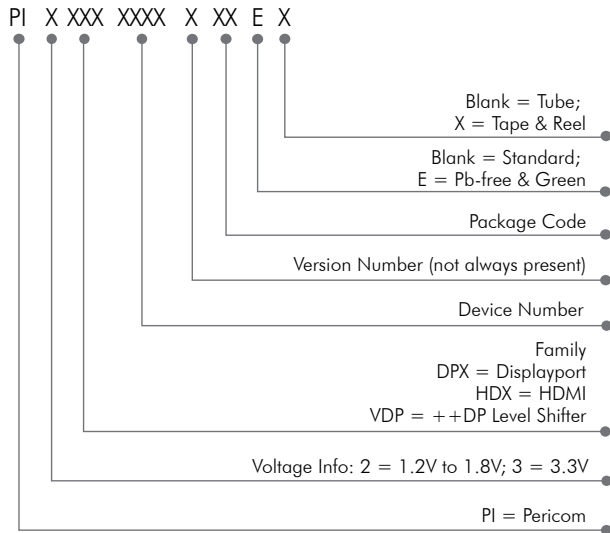 PI X XXX XXXX X XX E X
Blank = Tube;
X = Tape & Reel
Blank = Standard;
E = Pb-free & Green
Package Code
Version Number (not always present)
Device Number
Family
DPX = Displayport
HDX = HDMI
VDP = ++DP Level Shifter
Voltage Info: 2 = 1.2V to 1.8V; 3 = 3.3V
PI = Pericom